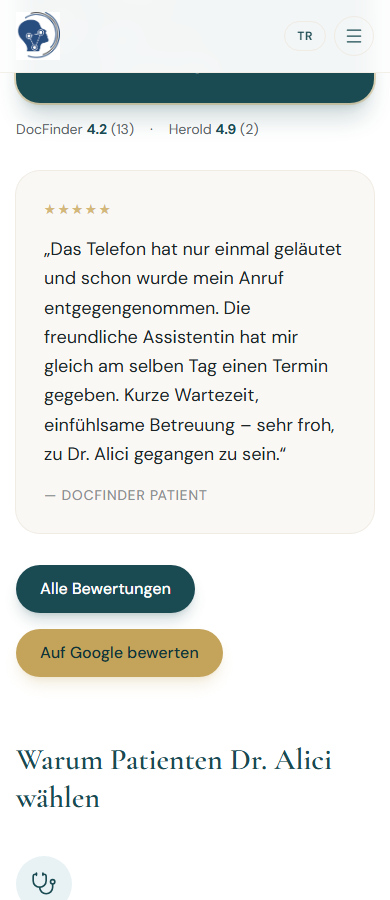 TR
DocFinder 4.2 (13) · Herold 4.9 (2)
★★★★★
„Das Telefon hat nur einmal geläutet
und schon wurde mein Anruf
entgegengenommen. Die
freundliche Assistentin hat mir
gleich am selben Tag einen Termin
gegeben. Kurze Wartezeit,
einfühlsame Betreuung – sehr froh,
zu Dr. Alici gegangen zu sein.“
— DOCFINDER PATIENT
Alle Bewertungen
Auf Google bewerten
Warum Patienten Dr. Alici
wählen